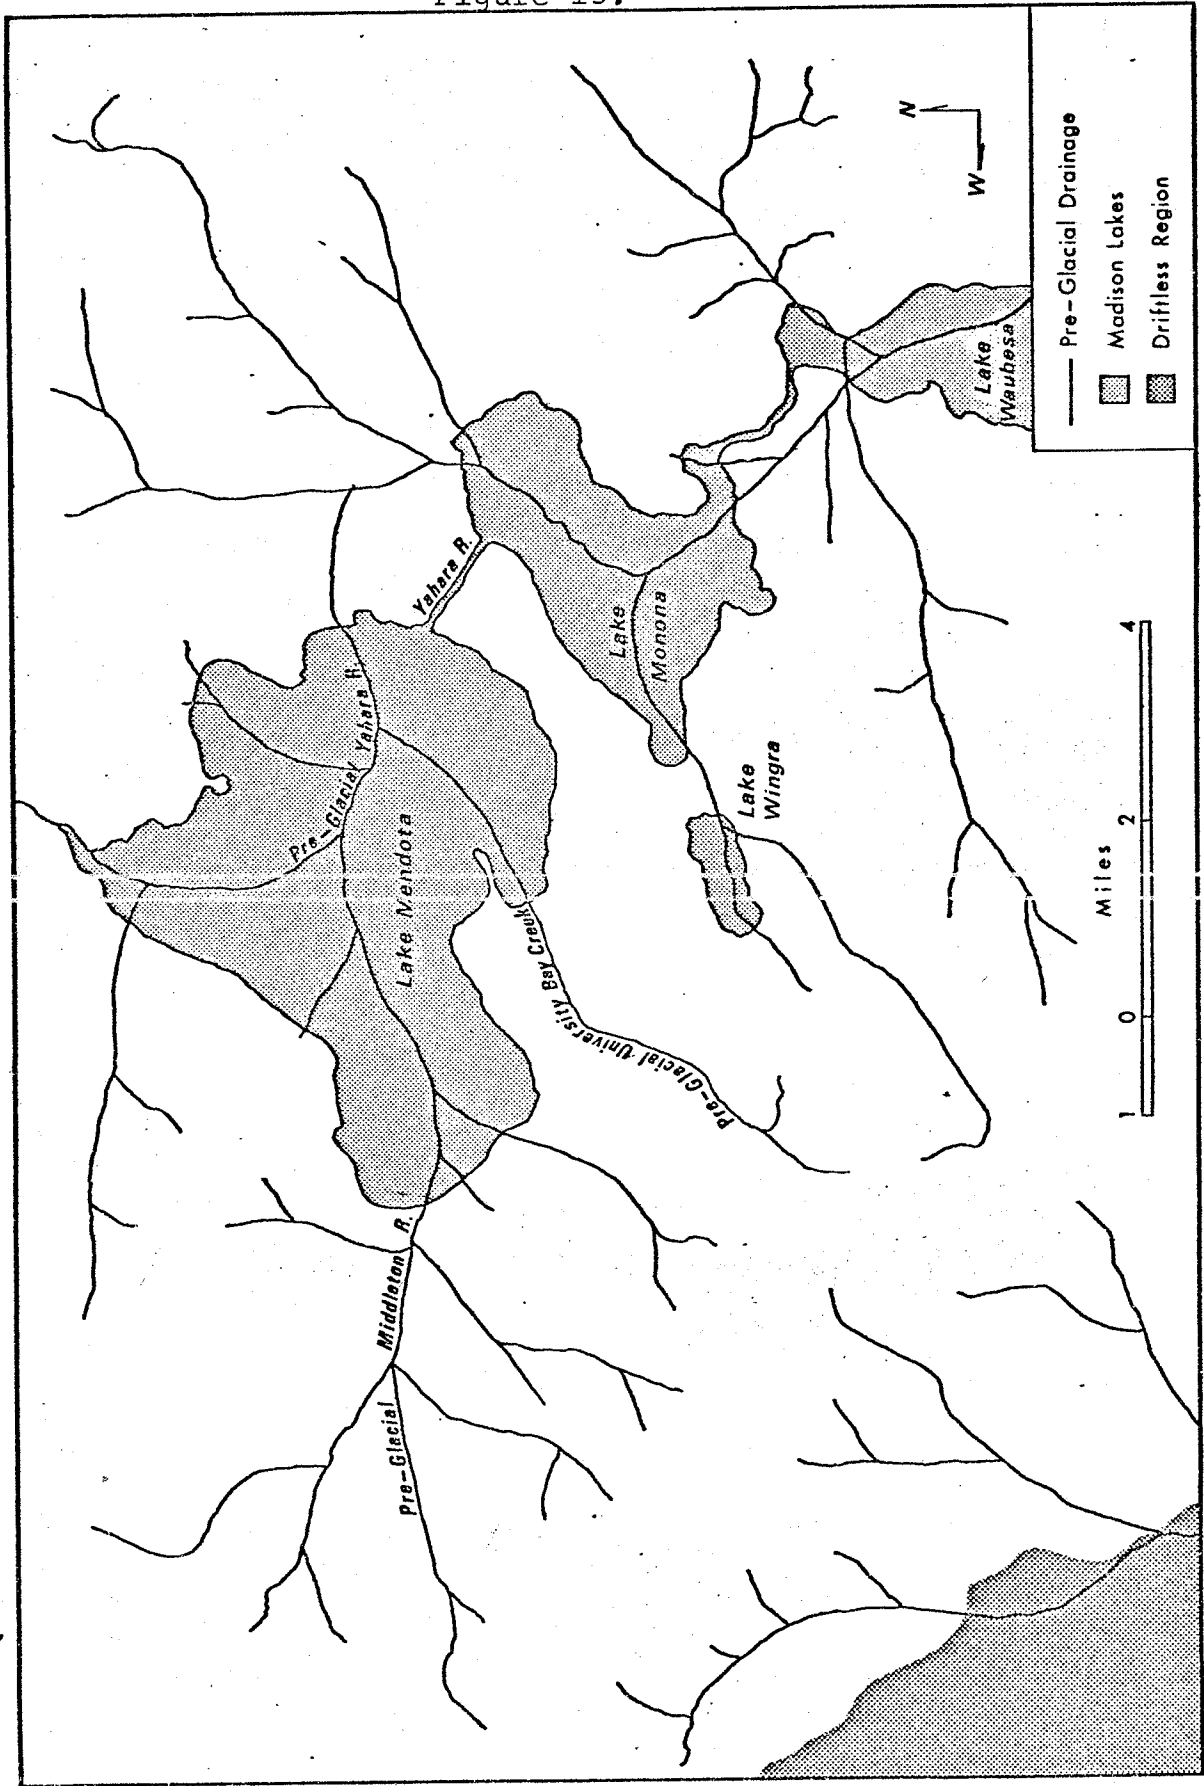 Figure 13.
Pre-Glacial Middleton R.
Lake Mendota
Pre-Glacial Yahara R.
Yahara R.
Pre-Glacial University Bay Creek
Lake
Monona
Lake
Wingra
Lake
Waubesa
N
W
Miles
1 0 2 4
Pre-Glacial Drainage
Madison Lakes
Driftless Region